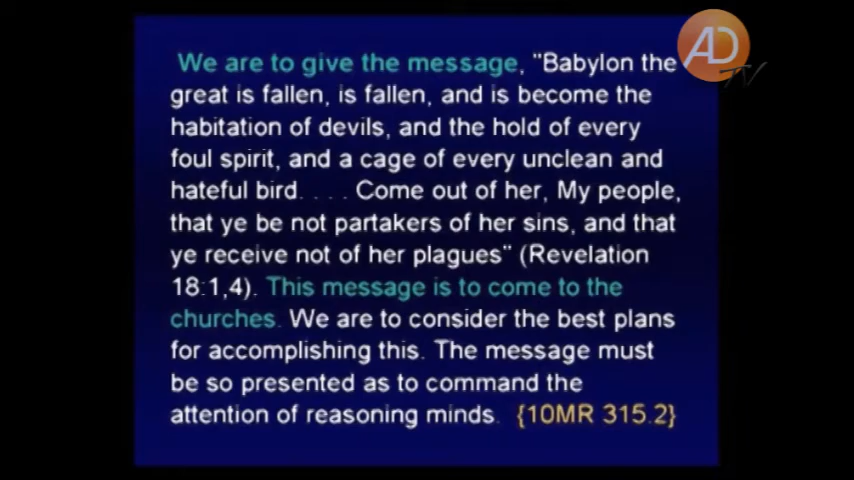 We are to give the message, "Babylon the
great is fallen, is fallen, and is become the
habitation of devils, and the hold of every
foul spirit, and a cage of every unclean and
hateful bird. . . . Come out of her, My people,
that ye be not partakers of her sins, and that
ye receive not of her plagues" (Revelation
18:1,4). This message is to come to the
churches. We are to consider the best plans
for accomplishing this. The message must
be so presented as to command the
attention of reasoning minds. {10MR 315.2}
AD
TV